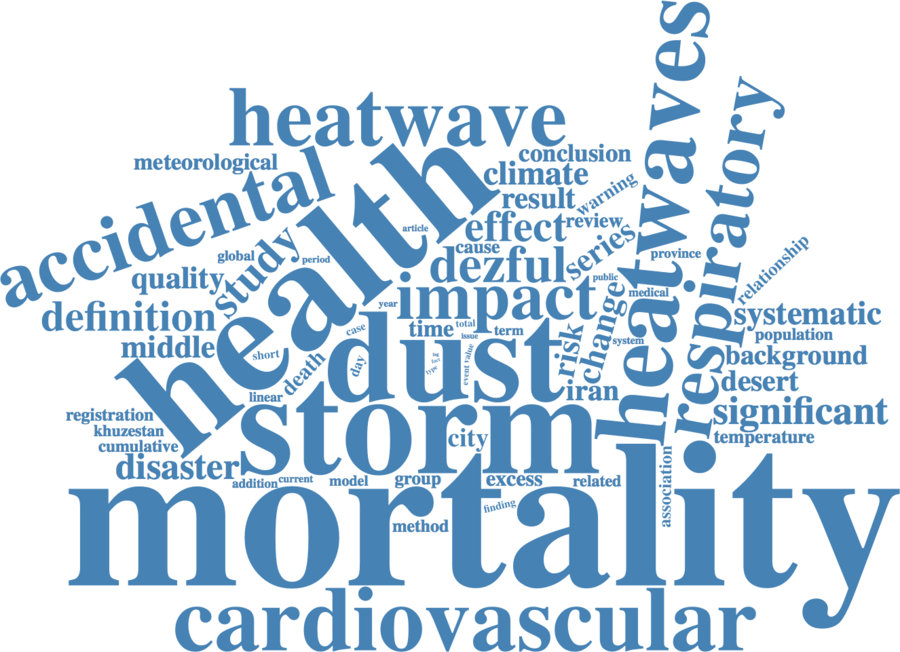 heatwave
heatwaves
meteorological
conclusion
climate
respiratory
accidental
health
result
warning
effect
review
article
study
global
period
quality
cause
series
dezful
province
relationship
public
medical
impact
change
year
definition
systematic
time
total
term
case
issue
risk
system
population
middle
short
death
day
dust
type
event
value
background
desert
iran
linear
registration
significant
khuzestan
storm
city
temperature
cumulative
disaster
addition
current
model
group
excess
related
association
mortality
finding
method
cardiovascular